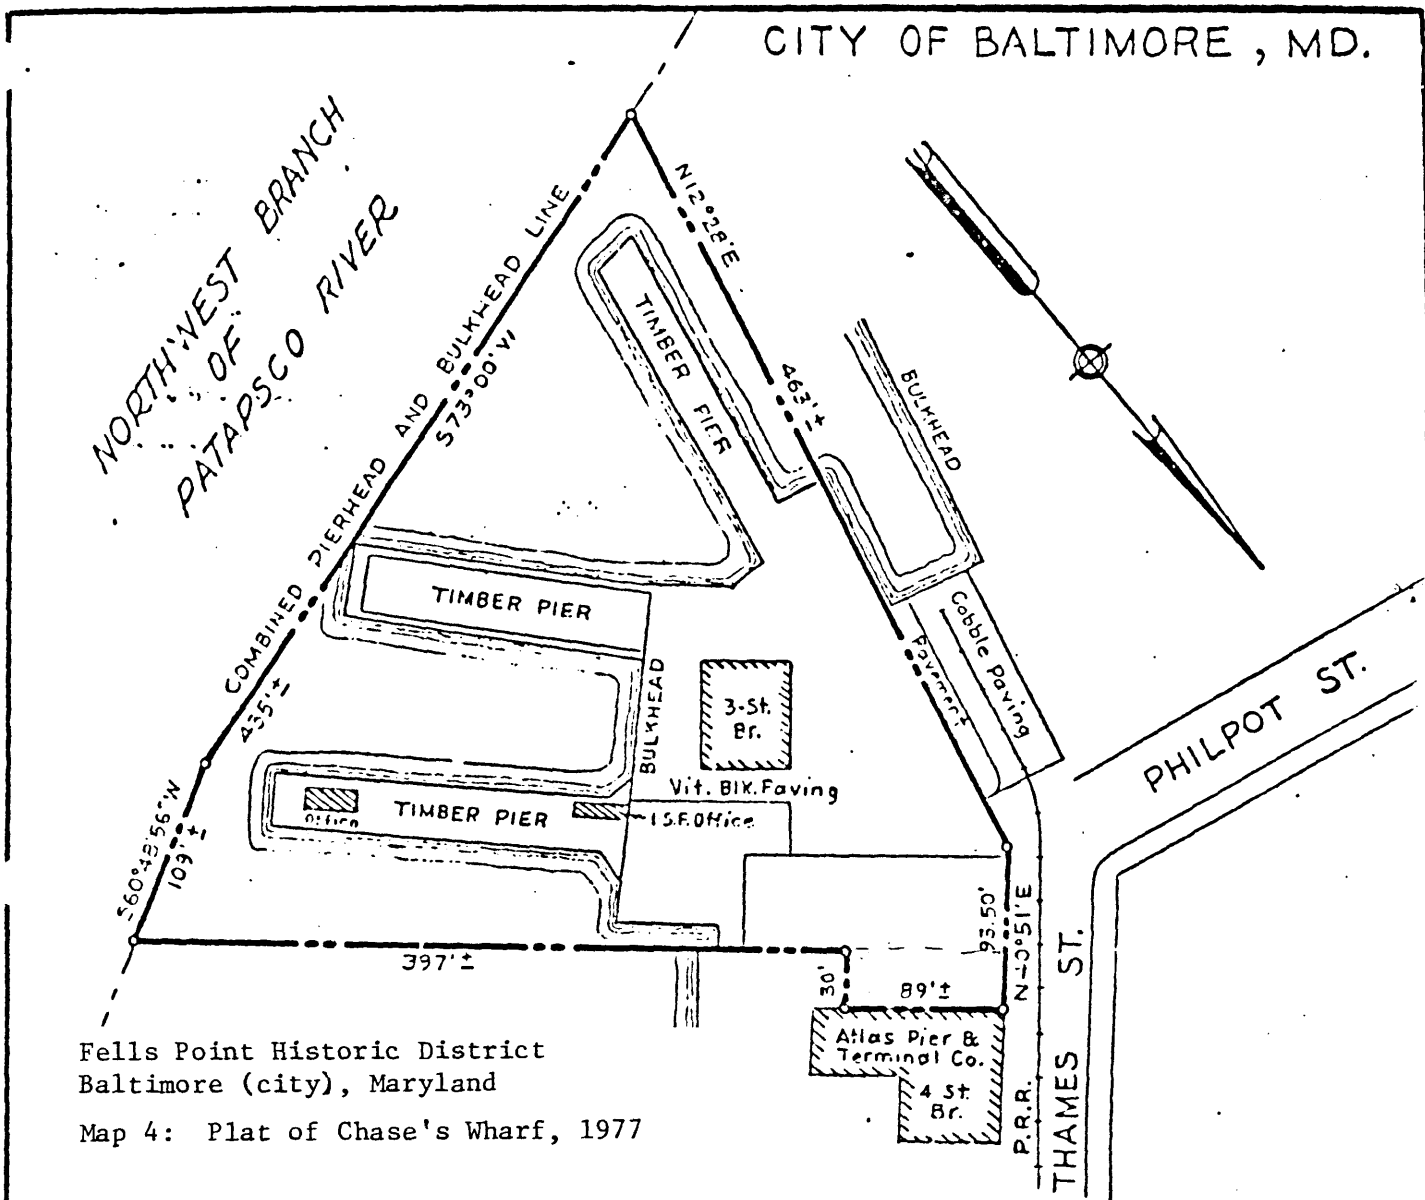 CITY OF BALTIMORE, MD.
NORTHWEST BRANCH
OF
PATAPSCO RIVER
COMBINED PIERHEAD AND BULKHEAD LINE
S73°00'W
435'±
S60°48'56"W
109'±
N12°28'E
463'±
TIMBER PIER
BULKHEAD
TIMBER PIER
BULKHEAD
3-St.
Br.
Cobble Paving
Pavement
PHILPOT ST.
Vit. Blk. Paving
Office
TIMBER PIER
1 S.F. Office
397'±
30'
89'±
93.50'
N40°51'E
Atlas Pier &
Terminal Co.
4 St.
Br.
P.R.R.
THAMES ST.
Fells Point Historic District
Baltimore (city), Maryland
Map 4: Plat of Chase's Wharf, 1977